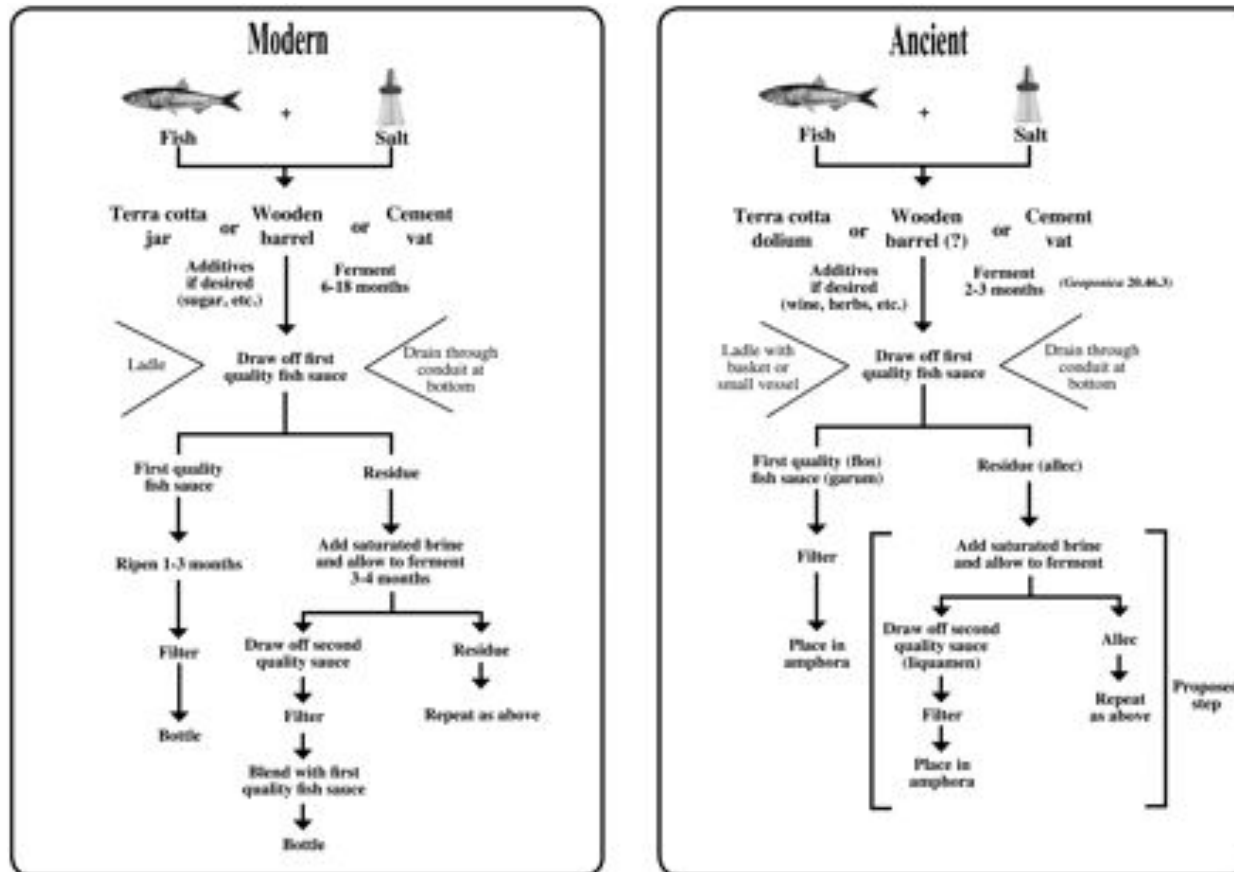 Modern
+
Fish
Salt
Terra cotta
jar
or
Wooden
barrel
or
Cement
vat
Additives
if desired
(sugar, etc.)
Ferment
6-18 months
Ladle
Draw off first
quality fish sauce
Drain through
conduit at
bottom
First quality
fish sauce
Residue
Ripen 1-3 months
Add saturated brine
and allow to ferment
3-4 months
Filter
Draw off second
quality sauce
Residue
Bottle
Filter
Repeat as above
Blend with first
quality fish sauce
Bottle
Ancient
+
Fish
Salt
Terra cotta
dolium
or
Wooden
barrel (?)
or
Cement
vat
Additives
if desired
(wine, herbs, etc.)
Ferment
2-3 months
(Geoponica 20.46.3)
Ladle with
basket or
small vessel
Draw off first
quality fish sauce
Drain through
conduit at
bottom
First quality (flos)
fish sauce (garum)
Residue (allec)
Filter
Add saturated brine
and allow to ferment
Place in
amphora
Draw off second
quality sauce
(liquamen)
Allec
Filter
Repeat
as above
Place in
amphora
Proposed
step